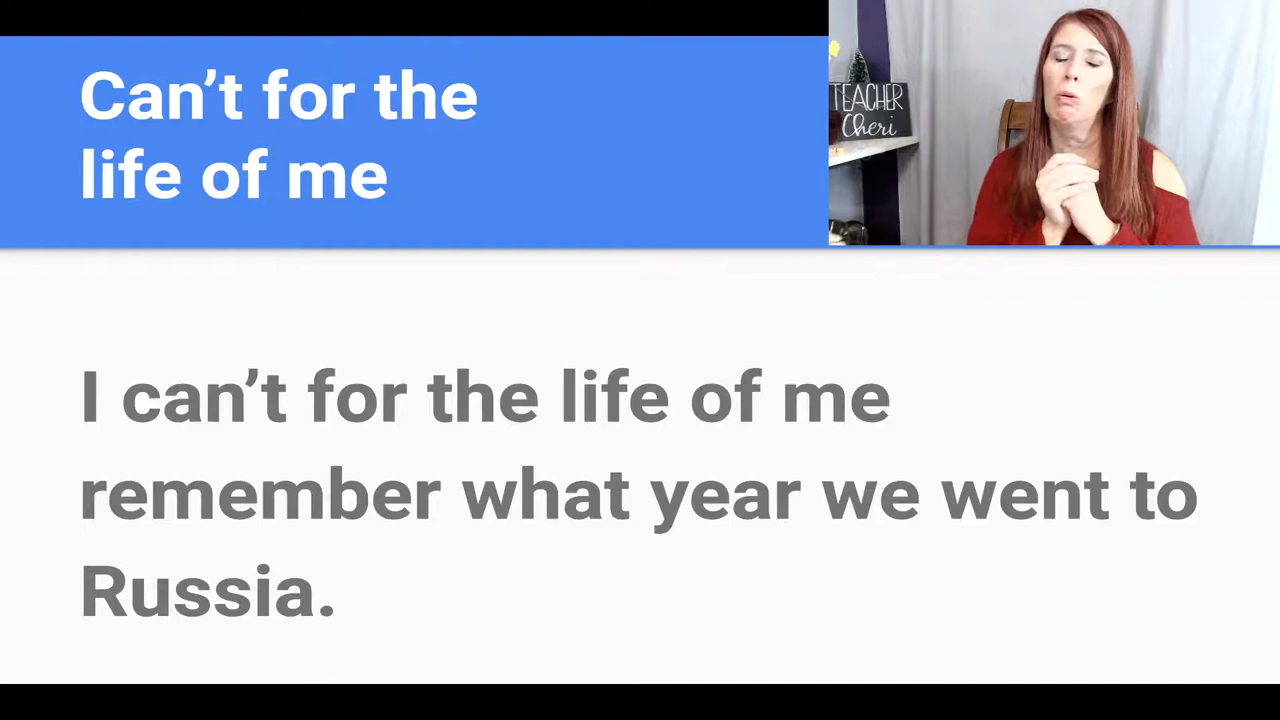 Can’t for the
life of me
TEACHER
Cheri
I can’t for the life of me
remember what year we went to
Russia.